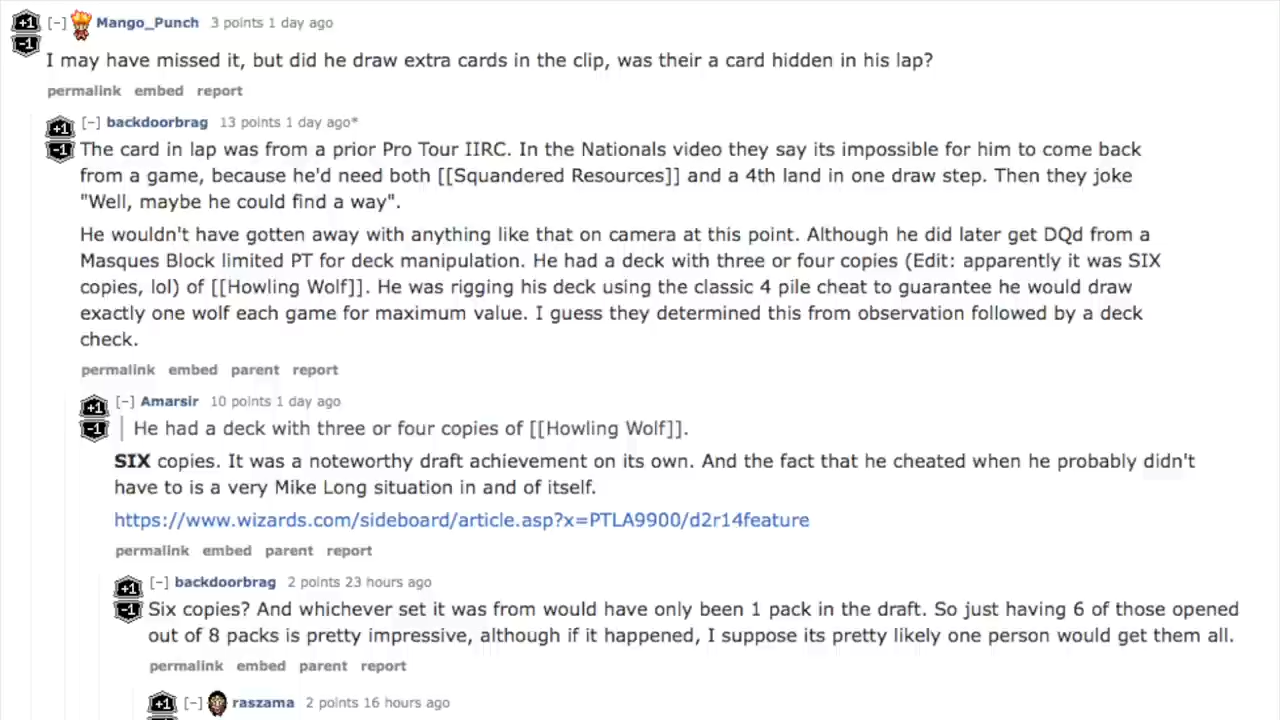 +1 [-] Mango_Punch 3 points 1 day ago
-1
I may have missed it, but did he draw extra cards in the clip, was their a card hidden in his lap?
permalink embed report
+1 [-] backdoorbrag 13 points 1 day ago*
-1 The card in lap was from a prior Pro Tour IIRC. In the Nationals video they say its impossible for him to come back
from a game, because he'd need both [[Squandered Resources]] and a 4th land in one draw step. Then they joke
"Well, maybe he could find a way".
He wouldn't have gotten away with anything like that on camera at this point. Although he did later get DQd from a
Masques Block limited PT for deck manipulation. He had a deck with three or four copies (Edit: apparently it was SIX
copies, lol) of [[Howling Wolf]]. He was rigging his deck using the classic 4 pile cheat to guarantee he would draw
exactly one wolf each game for maximum value. I guess they determined this from observation followed by a deck
check.
permalink embed parent report
+1 [-] Amarsir 10 points 1 day ago
-1 He had a deck with three or four copies of [[Howling Wolf]].
SIX copies. It was a noteworthy draft achievement on its own. And the fact that he cheated when he probably didn't
have to is a very Mike Long situation in and of itself.
https://www.wizards.com/sideboard/article.asp?x=PTLA9900/d2r14feature
permalink embed parent report
+1 [-] backdoorbrag 2 points 23 hours ago
-1 Six copies? And whichever set it was from would have only been 1 pack in the draft. So just having 6 of those opened
out of 8 packs is pretty impressive, although if it happened, I suppose its pretty likely one person would get them all.
permalink embed parent report
+1 [-] raszama 2 points 16 hours ago